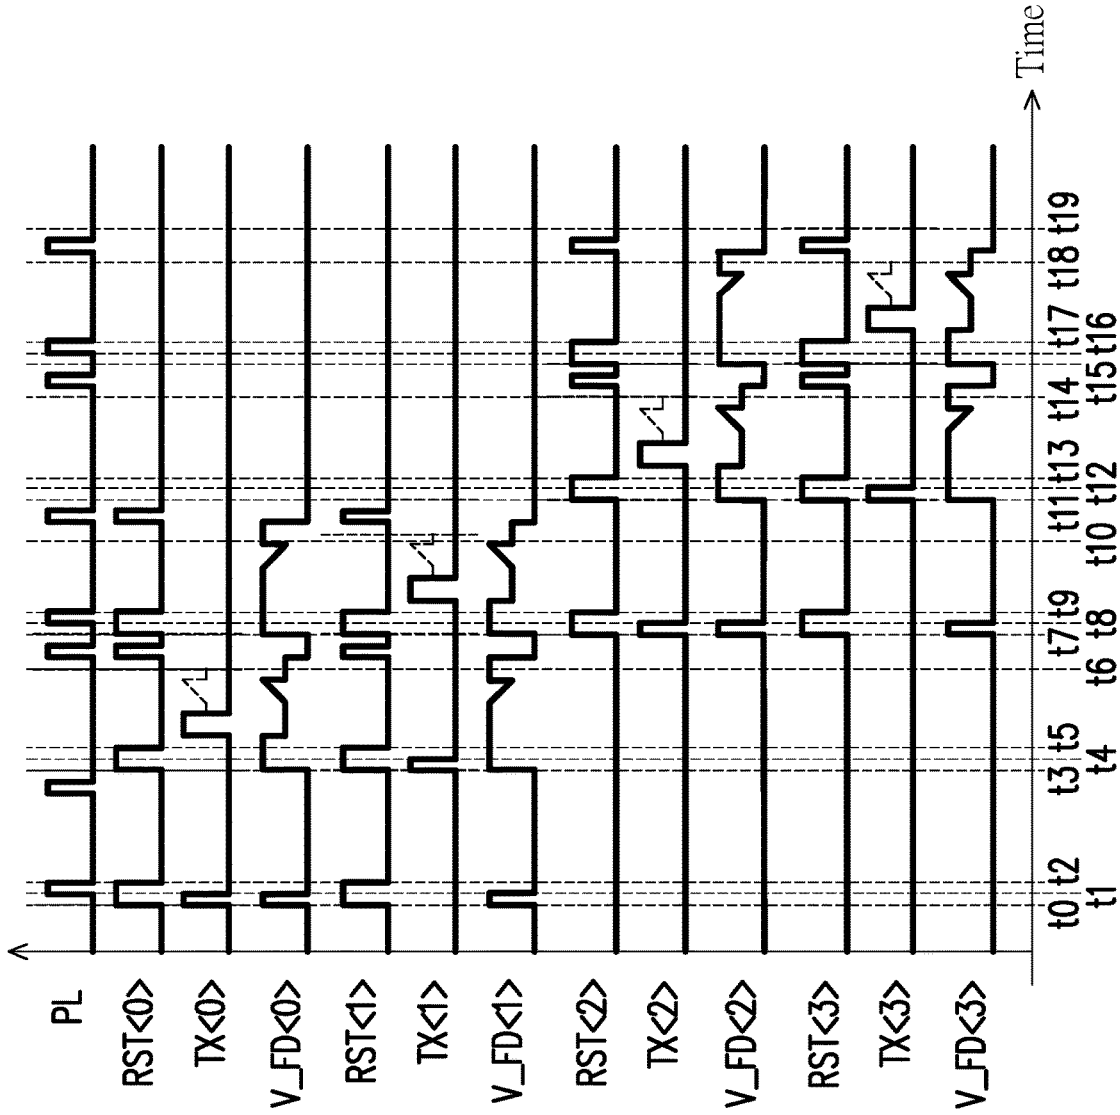 PL
RST<0>
TX<0>
V_FD<0>
RST<1>
TX<1>
V_FD<1>
RST<2>
TX<2>
V_FD<2>
RST<3>
TX<3>
V_FD<3>
t0 t2 t3 t5 t6 t7 t9 t10 t11 t13 t14 t15 t17 t18 t19
t1 t4 t8 t12 t16
Time